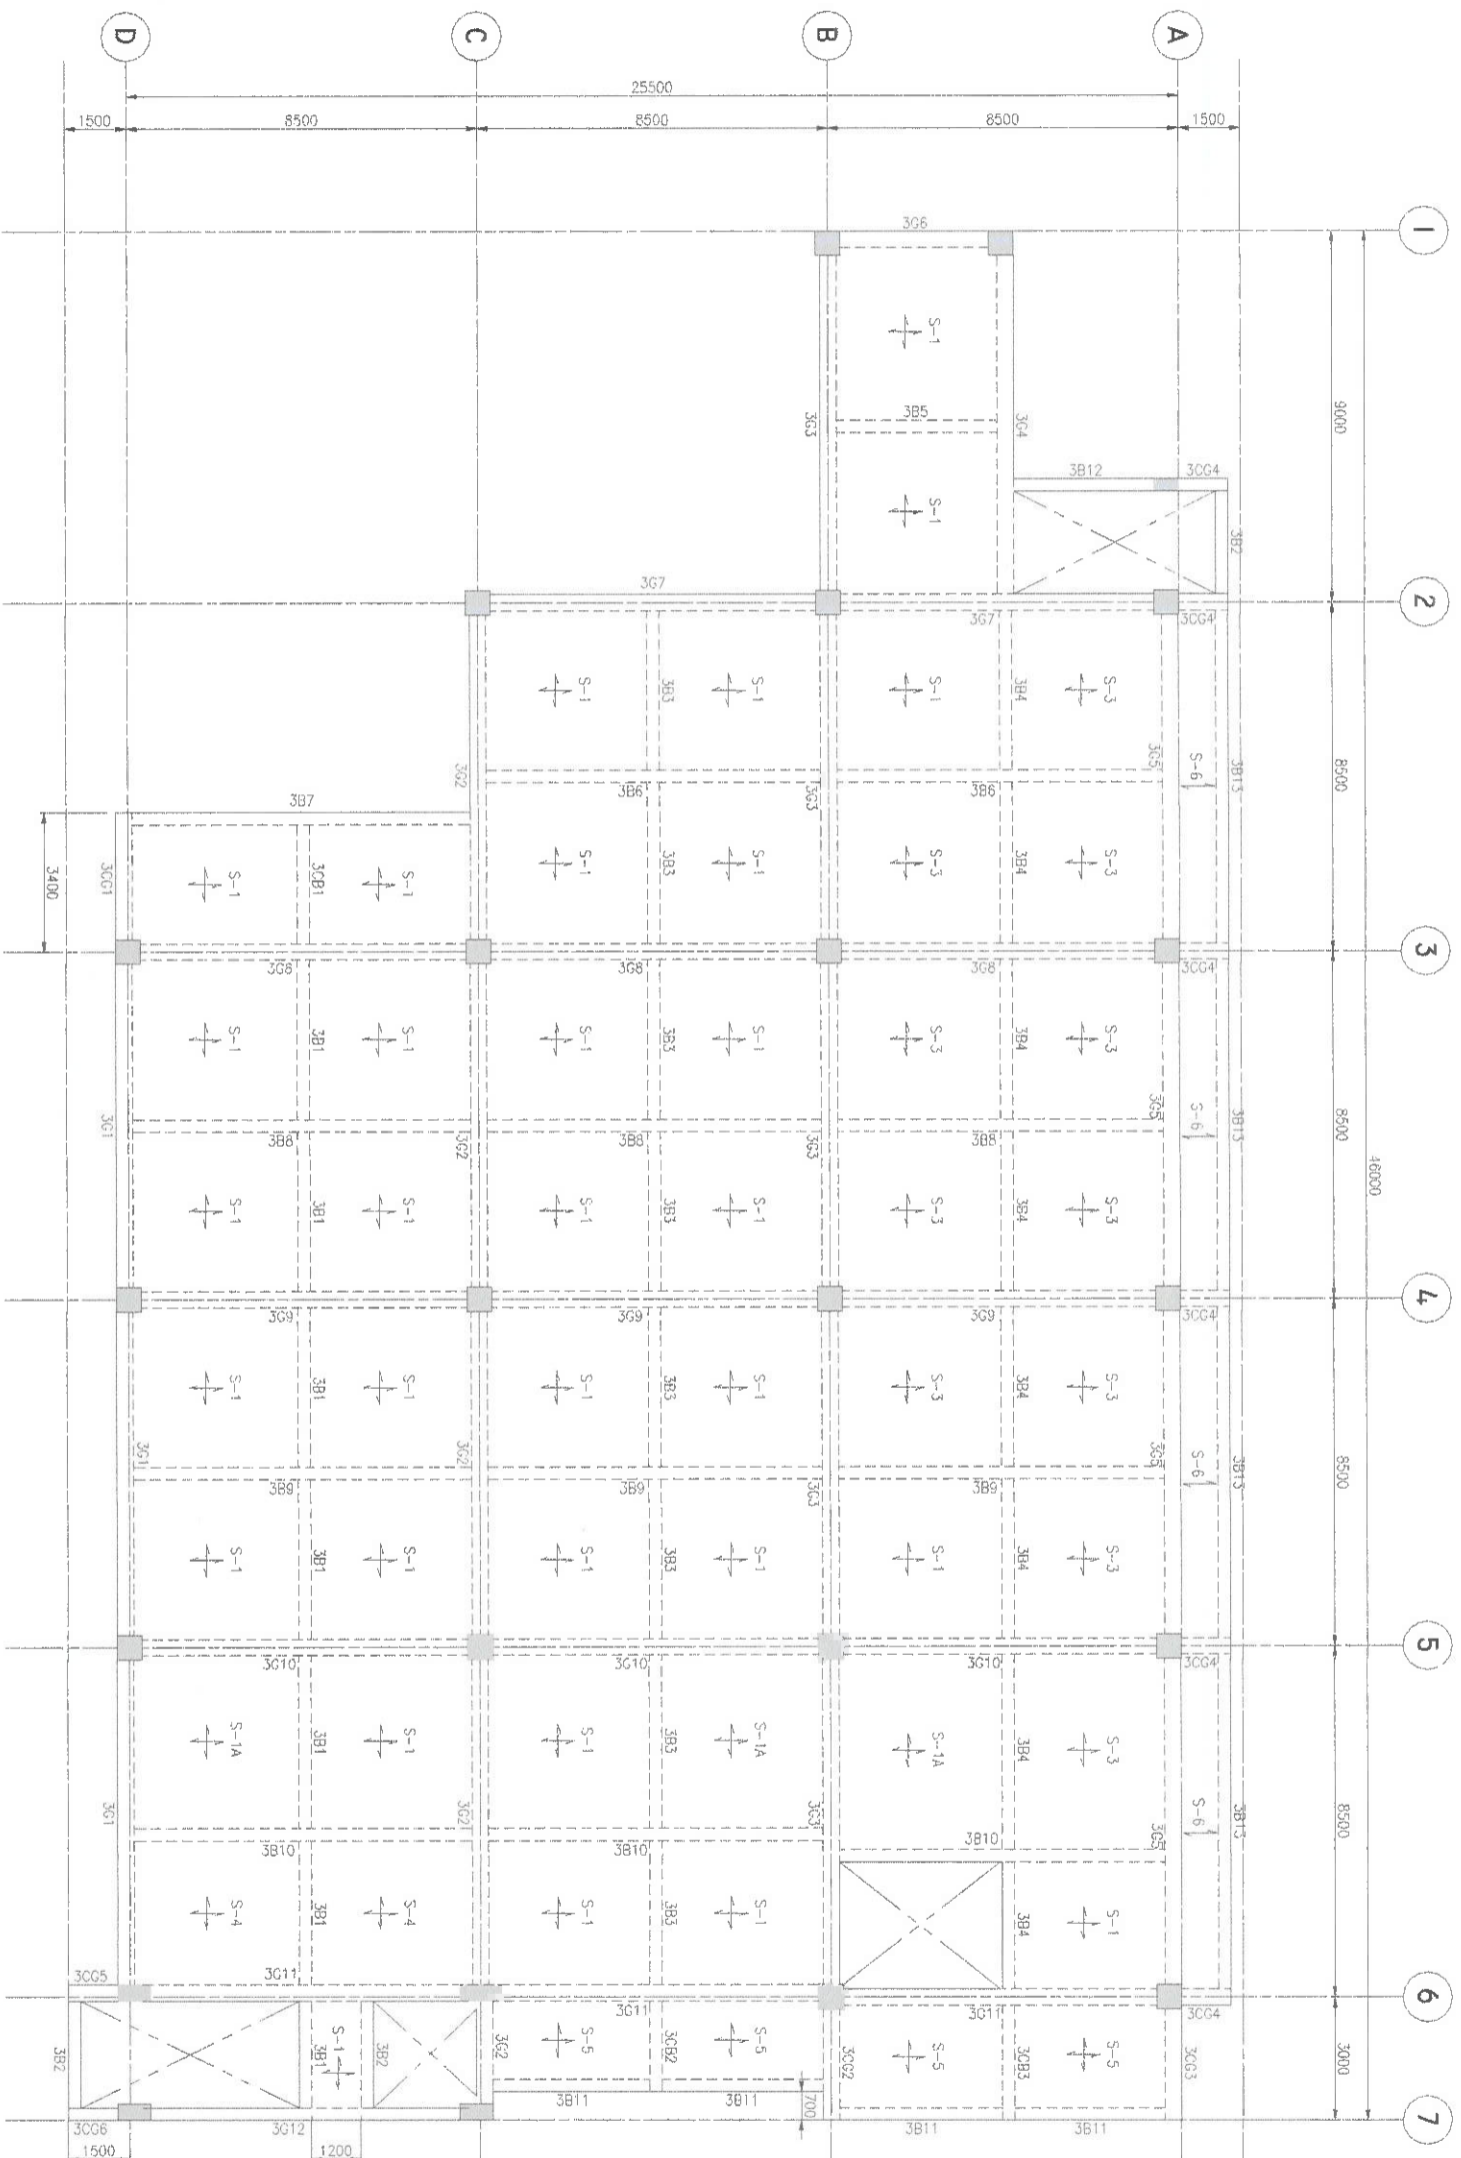 D
C
B
A
25500
1500
8500
8500
8500
1500
1
3G6
9000
S-1
3B5
3G3
3G4
3B12
3CG4
3B2
S-1
3G7
2
3G7
3CG4
S-1
3B3
S-1
S-1
3B4
S-3
3G2
3G5
S-6
3B13
8500
3B6
3G3
3B6
3B7
46000
3400
3CG1
S-1
3CB1
S-1
S-1
3B3
S-1
S-3
3B4
S-3
3
3G8
3G8
3G8
3CG4
S-1
3B1
S-1
S-1
3B3
S-1
S-3
3B4
S-3
3G1
3B8
3G2
3B8
3G3
3B8
3G5
S-6
3B13
8500
S-1
3B1
S-1
S-1
3B3
S-1
S-3
3B4
S-3
4
3G9
3G9
3G9
3CG4
S-1
3B1
S-1
S-1
3B3
S-1
S-3
3B4
S-3
3G1
3B9
3G2
3B9
3G3
3B9
3G5
S-6
3B13
8500
S-1
3B1
S-1
S-1
3B3
S-1
S-1
3B4
S-3
5
3G10
3G10
3G10
3CG4
S-1A
3B1
S-1
S-1
3B3
S-1A
S-1A
3B4
S-3
3G1
3B10
3G2
3B10
3G3
3B10
3G5
S-6
3B13
8500
S-4
3B1
S-4
S-1
3B3
S-1
3B4
S-1
6
3CG5
3G11
3G11
3G11
3CG4
3B2
S-1
3B1
3B2
3G2
S-5
3CB2
S-5
3CG2
S-5
3CB3
S-5
3CG3
3000
3B11
3B11
700
3B11
3B11
7
3CG6
3G12
1500
1200